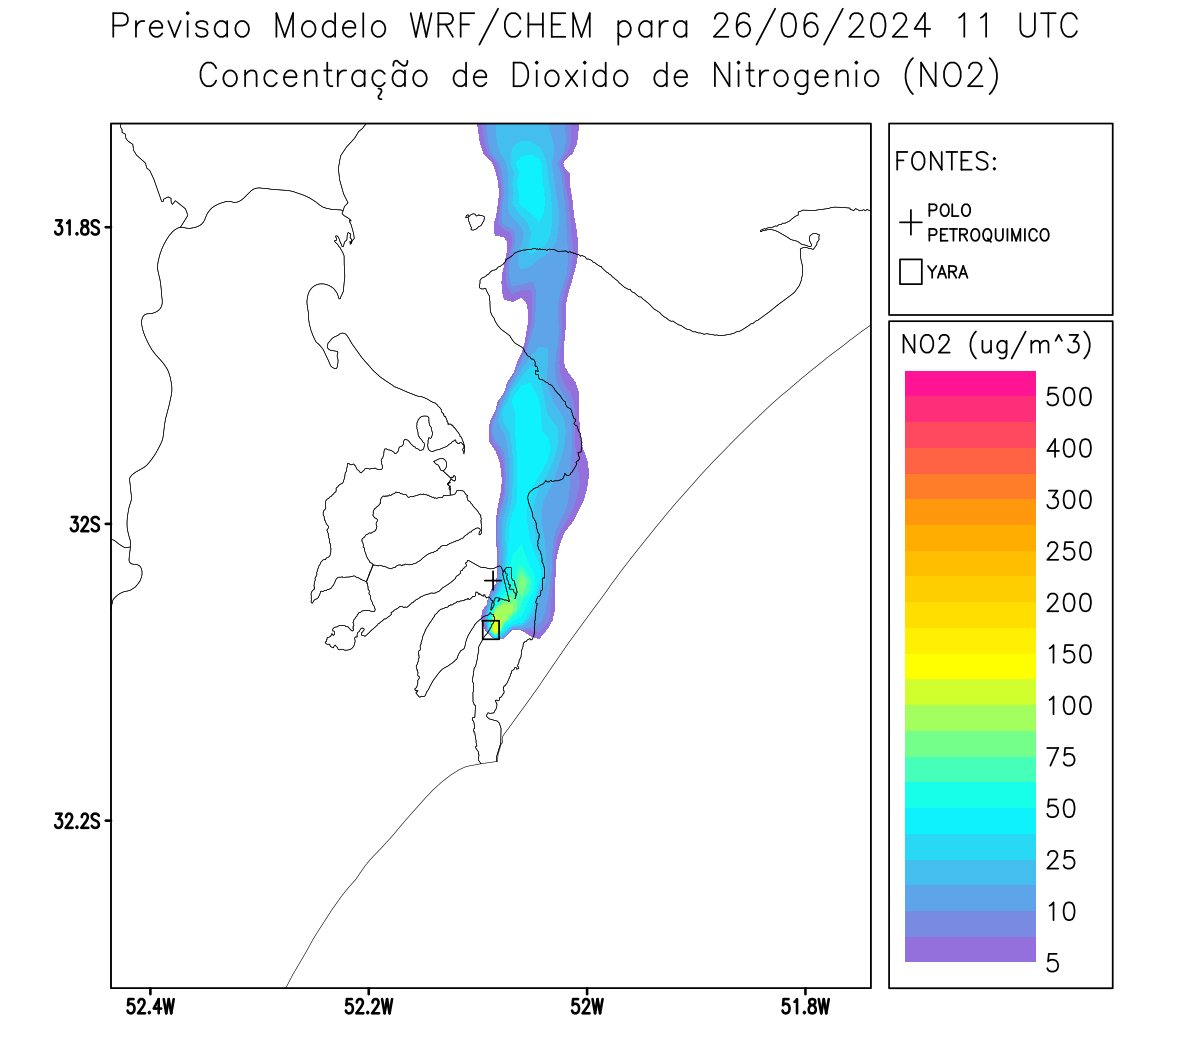 Previsao Modelo WRF/CHEM para 26/06/2024 11 UTC
Concentração de Dioxido de Nitrogenio (NO2)
FONTES:
POLO
PETROQUIMICO
YARA
NO2 (ug/m^3)
500
400
300
250
200
150
100
75
50
25
10
5
31.8S
32S
32.2S
52.4W
52.2W
52W
51.8W